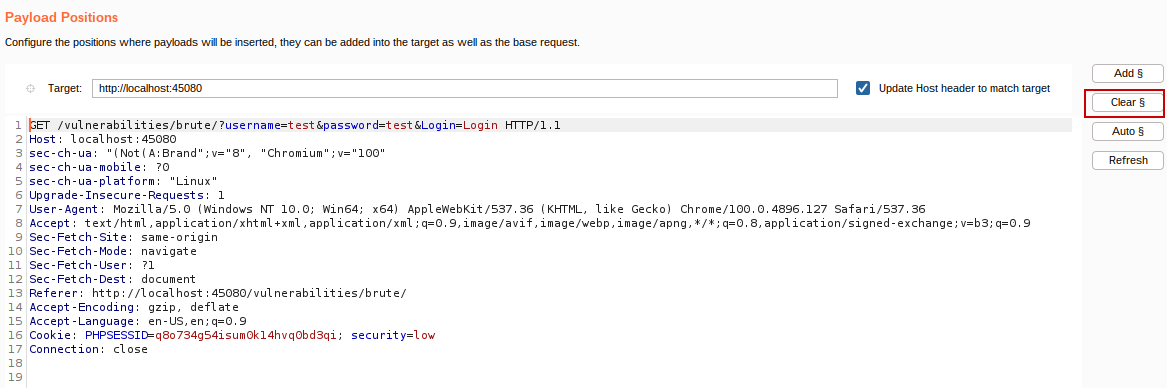 Payload Positions
Configure the positions where payloads will be inserted, they can be added into the target as well as the base request.
Target: http://localhost:45080 Update Host header to match target
Add §
Clear §
Auto §
Refresh
1 GET /vulnerabilities/brute/?username=test&password=test&Login=Login HTTP/1.1
2 Host: localhost:45080
3 sec-ch-ua: "(Not(A:Brand";v="8", "Chromium";v="100"
4 sec-ch-ua-mobile: ?0
5 sec-ch-ua-platform: "Linux"
6 Upgrade-Insecure-Requests: 1
7 User-Agent: Mozilla/5.0 (Windows NT 10.0; Win64; x64) AppleWebKit/537.36 (KHTML, like Gecko) Chrome/100.0.4896.127 Safari/537.36
8 Accept: text/html,application/xhtml+xml,application/xml;q=0.9,image/avif,image/webp,image/apng,*/*;q=0.8,application/signed-exchange;v=b3;q=0.9
9 Sec-Fetch-Site: same-origin
10 Sec-Fetch-Mode: navigate
11 Sec-Fetch-User: ?1
12 Sec-Fetch-Dest: document
13 Referer: http://localhost:45080/vulnerabilities/brute/
14 Accept-Encoding: gzip, deflate
15 Accept-Language: en-US,en;q=0.9
16 Cookie: PHPSESSID=q8o734g54isum0k14hvq0bd3qi; security=low
17 Connection: close
18
19